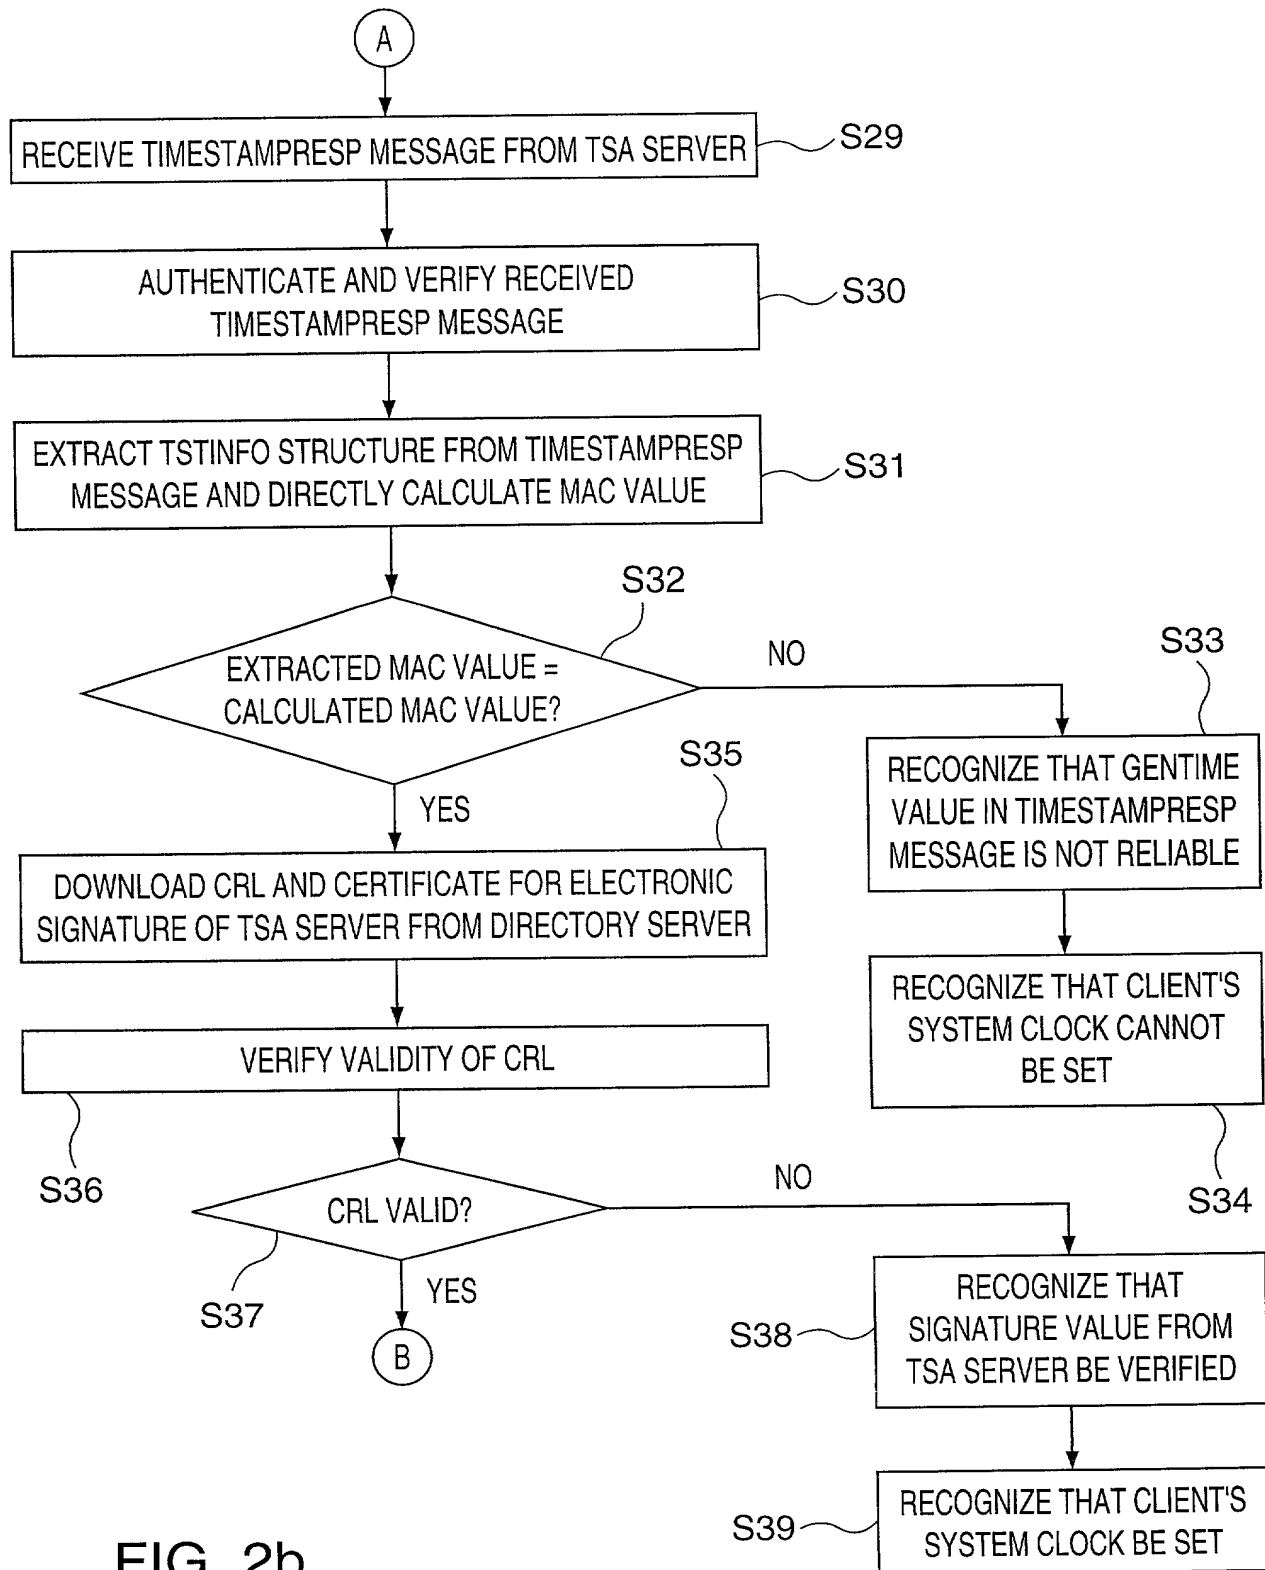 A
RECEIVE TIMESTAMPRESP MESSAGE FROM TSA SERVER
S29
AUTHENTICATE AND VERIFY RECEIVED
TIMESTAMPRESP MESSAGE
S30
EXTRACT TSTINFO STRUCTURE FROM TIMESTAMPRESP
MESSAGE AND DIRECTLY CALCULATE MAC VALUE
S31
S32
EXTRACTED MAC VALUE =
CALCULATED MAC VALUE?
NO
S33
RECOGNIZE THAT GENTIME
VALUE IN TIMESTAMPRESP
MESSAGE IS NOT RELIABLE
YES
S35
DOWNLOAD CRL AND CERTIFICATE FOR ELECTRONIC
SIGNATURE OF TSA SERVER FROM DIRECTORY SERVER
RECOGNIZE THAT CLIENT'S
SYSTEM CLOCK CANNOT
BE SET
S34
VERIFY VALIDITY OF CRL
S36
CRL VALID?
NO
S37
YES
B
S38
RECOGNIZE THAT
SIGNATURE VALUE FROM
TSA SERVER BE VERIFIED
S39
RECOGNIZE THAT CLIENT'S
SYSTEM CLOCK BE SET
FIG. 2b